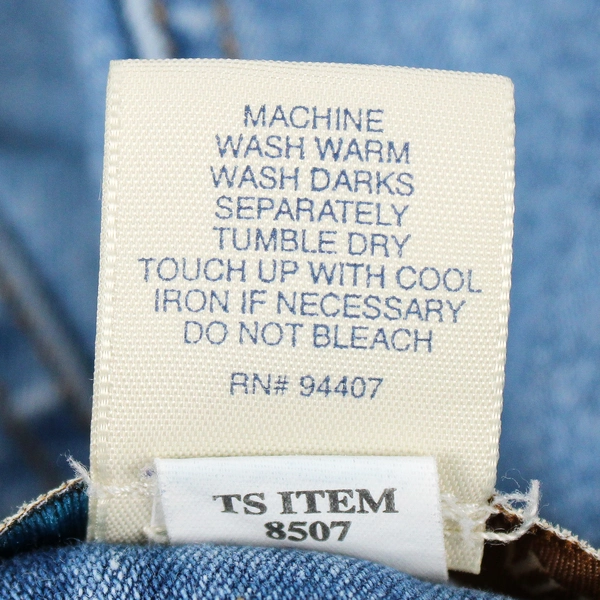 MACHINE
WASH WARM
WASH DARKS
SEPARATELY
TUMBLE DRY
TOUCH UP WITH COOL
IRON IF NECESSARY
DO NOT BLEACH
RN# 94407
TS ITEM
8507